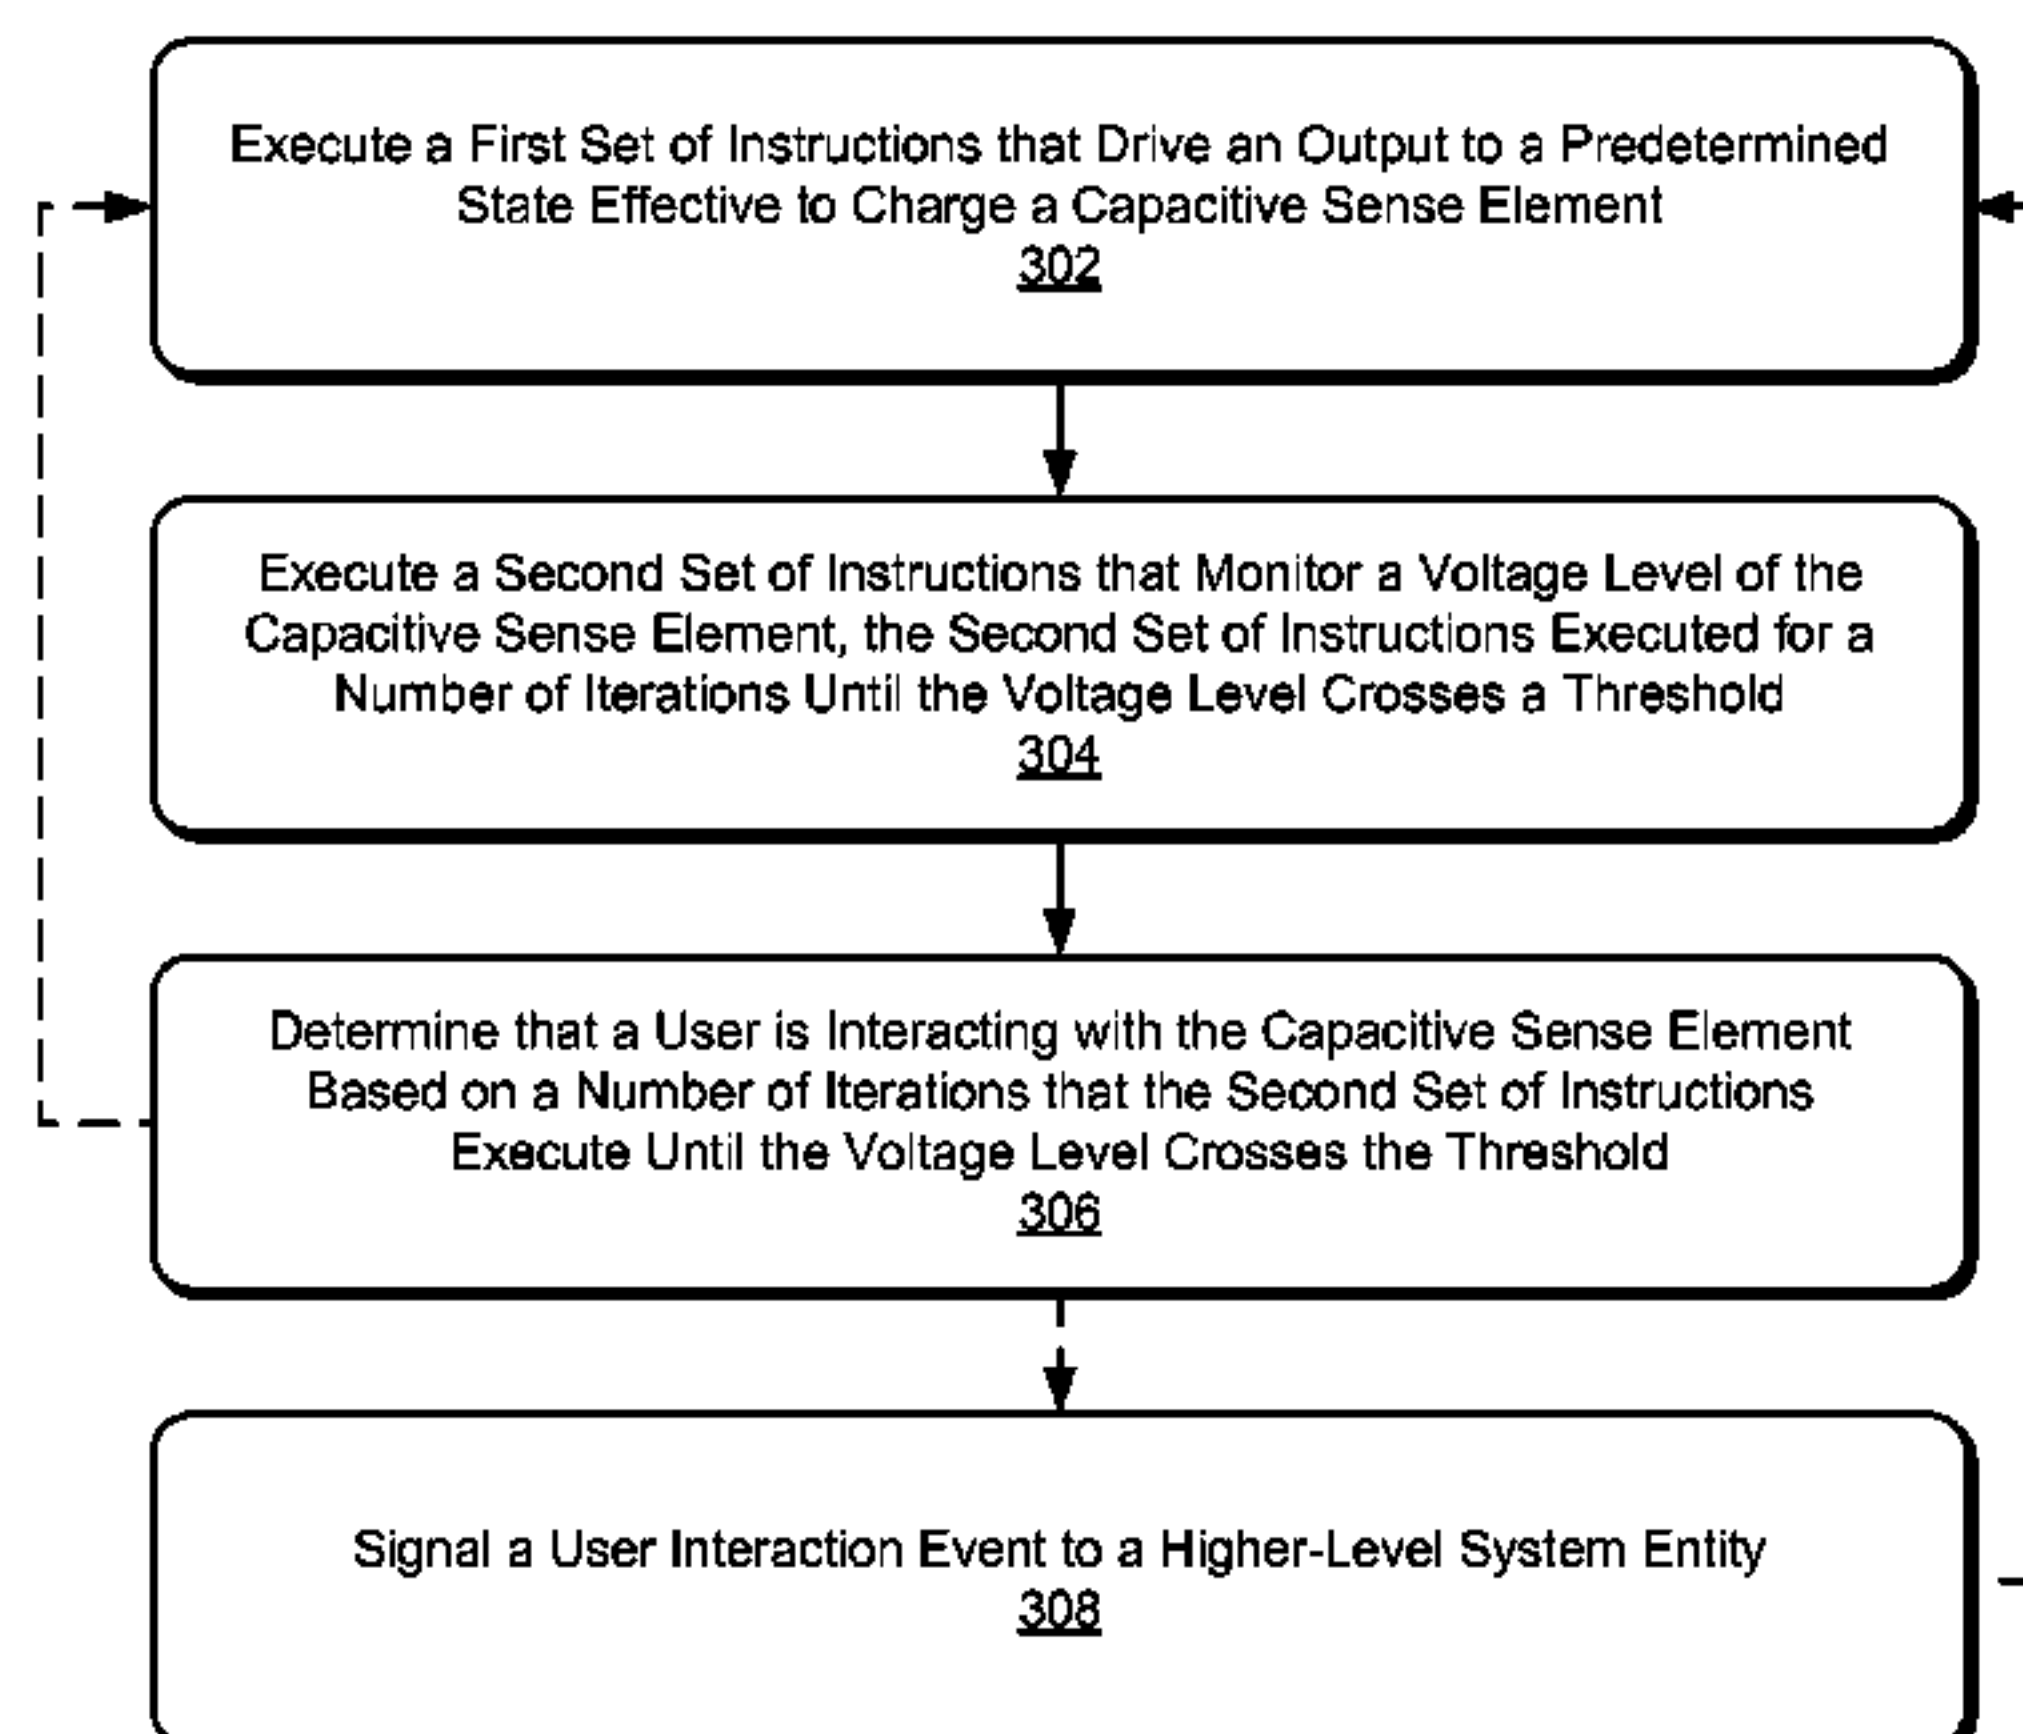 Execute a First Set of Instructions that Drive an Output to a Predetermined
State Effective to Charge a Capacitive Sense Element
302
Execute a Second Set of Instructions that Monitor a Voltage Level of the
Capacitive Sense Element, the Second Set of Instructions Executed for a
Number of Iterations Until the Voltage Level Crosses a Threshold
304
Determine that a User is Interacting with the Capacitive Sense Element
Based on a Number of Iterations that the Second Set of Instructions
Execute Until the Voltage Level Crosses the Threshold
306
Signal a User Interaction Event to a Higher-Level System Entity
308